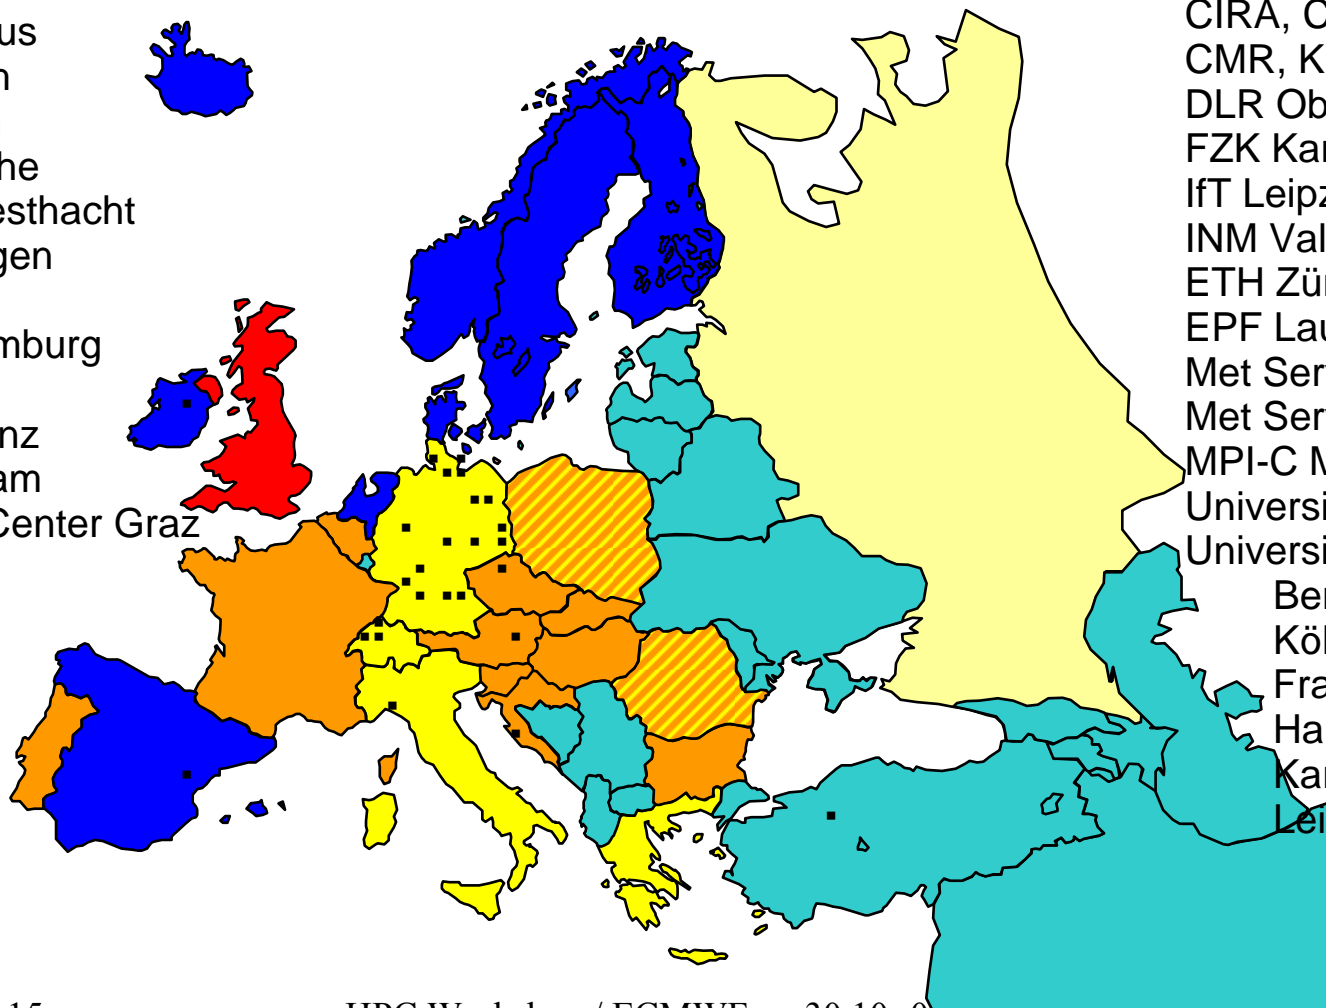 us
n
he
esthacht
gen
mburg
nz
am
Center Graz
CIRA, C
CMR, K
DLR Ob
FZK Kar
IfT Leipz
INM Val
ETH Zür
EPF Lau
Met Ser
Met Ser
MPI-C M
Universi
Universi
Ber
Köl
Fra
Ha
Kar
Lei